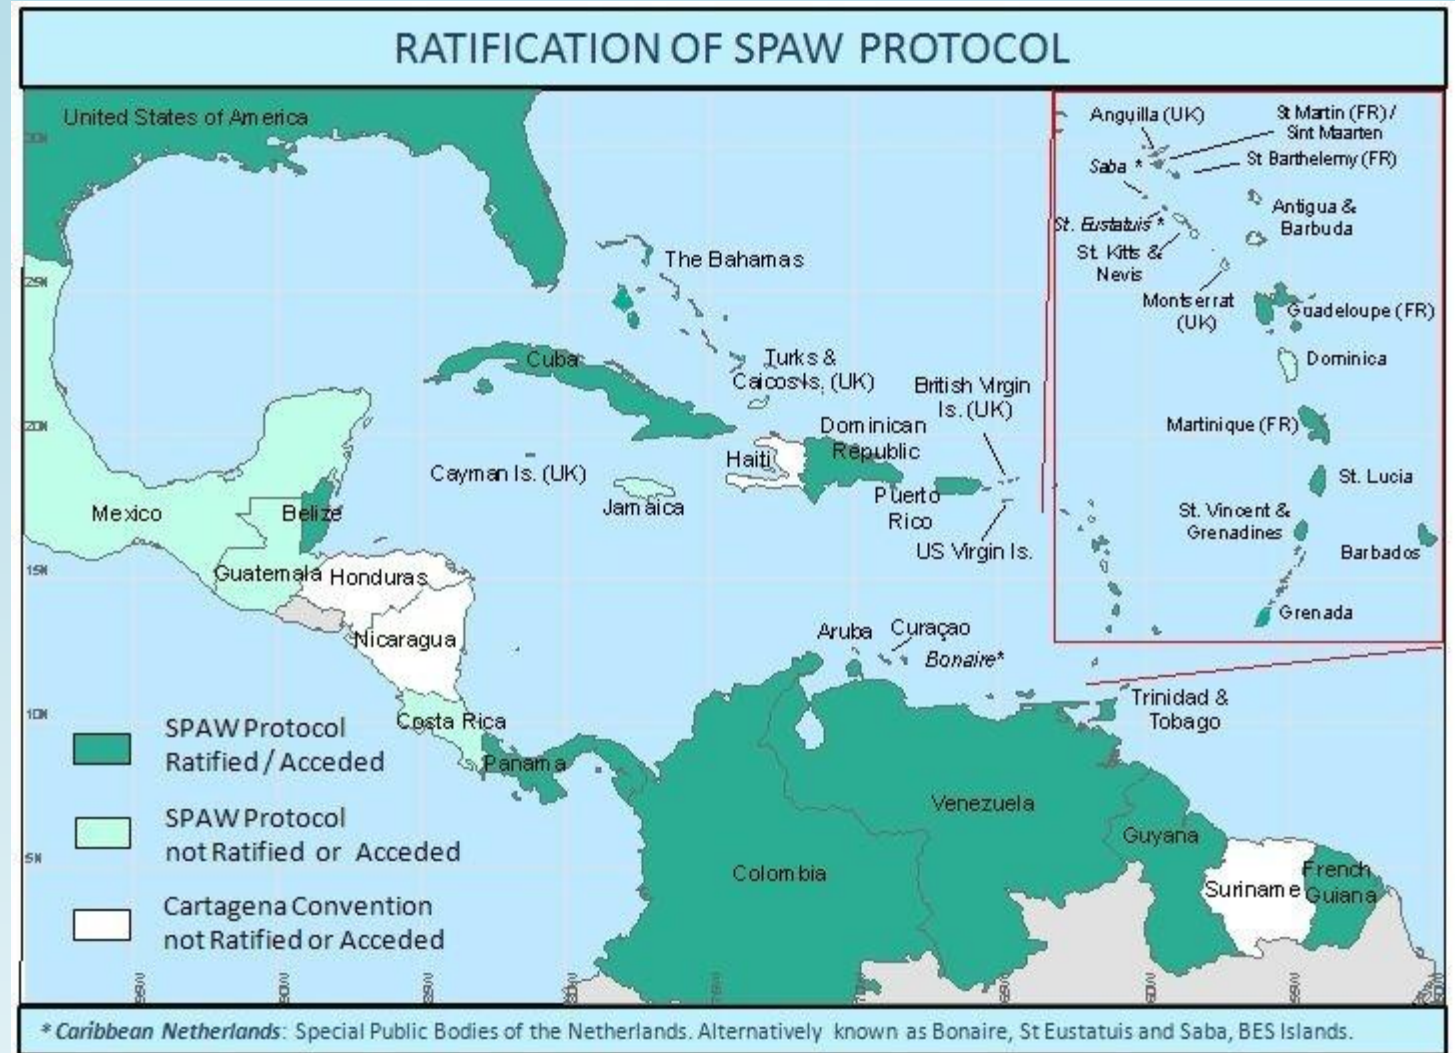 RATIFICATION OF SPAW PROTOCOL
United States of America
The Bahamas
Cuba
Turks &
Caicos Is. (UK)
British Virgin
Is. (UK)
Dominican
Republic
Haiti
Cayman Is. (UK)
Jamaica
Puerto
Rico
US Virgin Is.
Mexico
Belize
Guatemala
Honduras
Nicaragua
Costa Rica
Panama
Aruba
Curaçao
Bonaire*
Trinidad &
Tobago
Venezuela
Colombia
Guyana
Suriname
French
Guiana
Anguilla (UK)
St Martin (FR) /
Sint Maarten
Saba *
St Barthelemy (FR)
St. Eustatuis *
Antigua &
Barbuda
St. Kitts &
Nevis
Montserrat
(UK)
Guadeloupe (FR)
Dominica
Martinique (FR)
St. Lucia
St. Vincent &
Grenadines
Barbados
Grenada
25N
20N
15N
10N
5N
SPAW Protocol
Ratified / Acceded
SPAW Protocol
not Ratified or Acceded
Cartagena Convention
not Ratified or Acceded
* Caribbean Netherlands: Special Public Bodies of the Netherlands. Alternatively known as Bonaire, St Eustatuis and Saba, BES Islands.